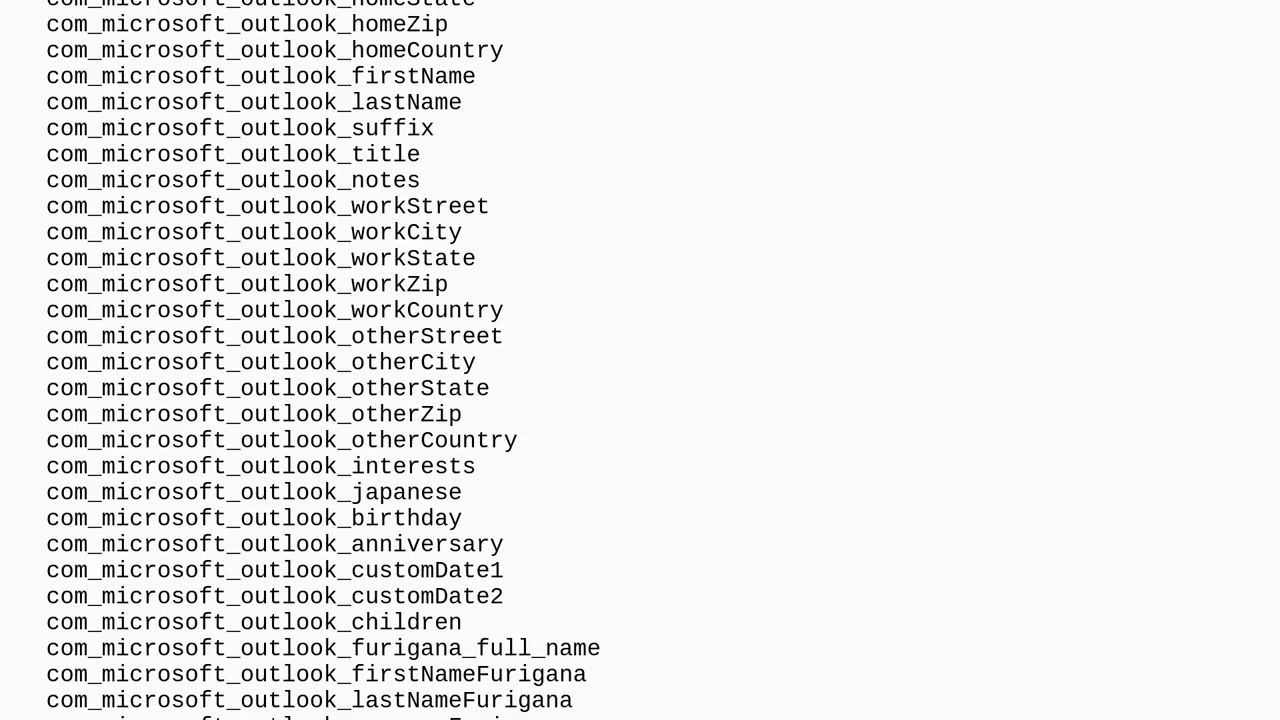 com_microsoft_outlook_homeState
com_microsoft_outlook_homeZip
com_microsoft_outlook_homeCountry
com_microsoft_outlook_firstName
com_microsoft_outlook_lastName
com_microsoft_outlook_suffix
com_microsoft_outlook_title
com_microsoft_outlook_notes
com_microsoft_outlook_workStreet
com_microsoft_outlook_workCity
com_microsoft_outlook_workState
com_microsoft_outlook_workZip
com_microsoft_outlook_workCountry
com_microsoft_outlook_otherStreet
com_microsoft_outlook_otherCity
com_microsoft_outlook_otherState
com_microsoft_outlook_otherZip
com_microsoft_outlook_otherCountry
com_microsoft_outlook_interests
com_microsoft_outlook_japanese
com_microsoft_outlook_birthday
com_microsoft_outlook_anniversary
com_microsoft_outlook_customDate1
com_microsoft_outlook_customDate2
com_microsoft_outlook_children
com_microsoft_outlook_furigana_full_name
com_microsoft_outlook_firstNameFurigana
com_microsoft_outlook_lastNameFurigana